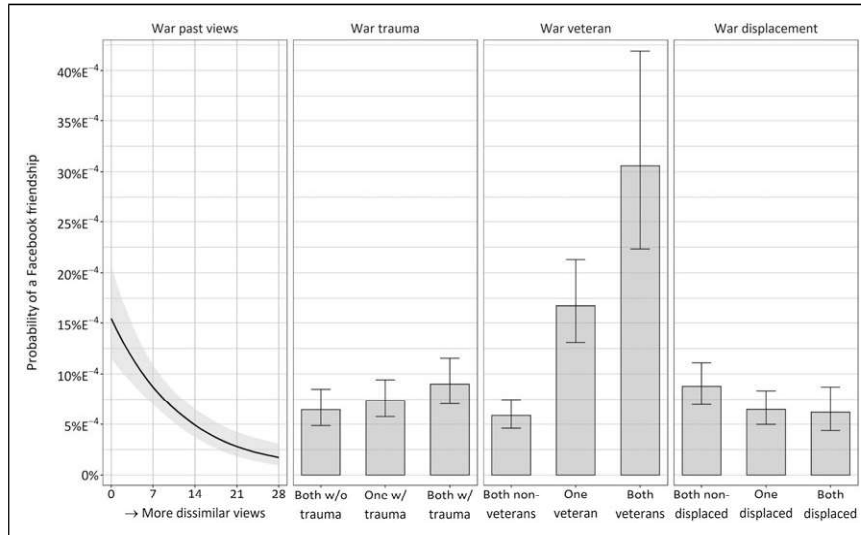 War past views
War trauma
War veteran
War displacement
Probability of a Facebook friendship
40%E⁻⁴
35%E⁻⁴
30%E⁻⁴
25%E⁻⁴
20%E⁻⁴
15%E⁻⁴
10%E⁻⁴
5%E⁻⁴
0%
0 7 14 21 28
→ More dissimilar views
Both w/o One w/ Both w/
trauma trauma trauma
Both non- One Both
veterans veteran veterans
Both non- One Both
displaced displaced displaced